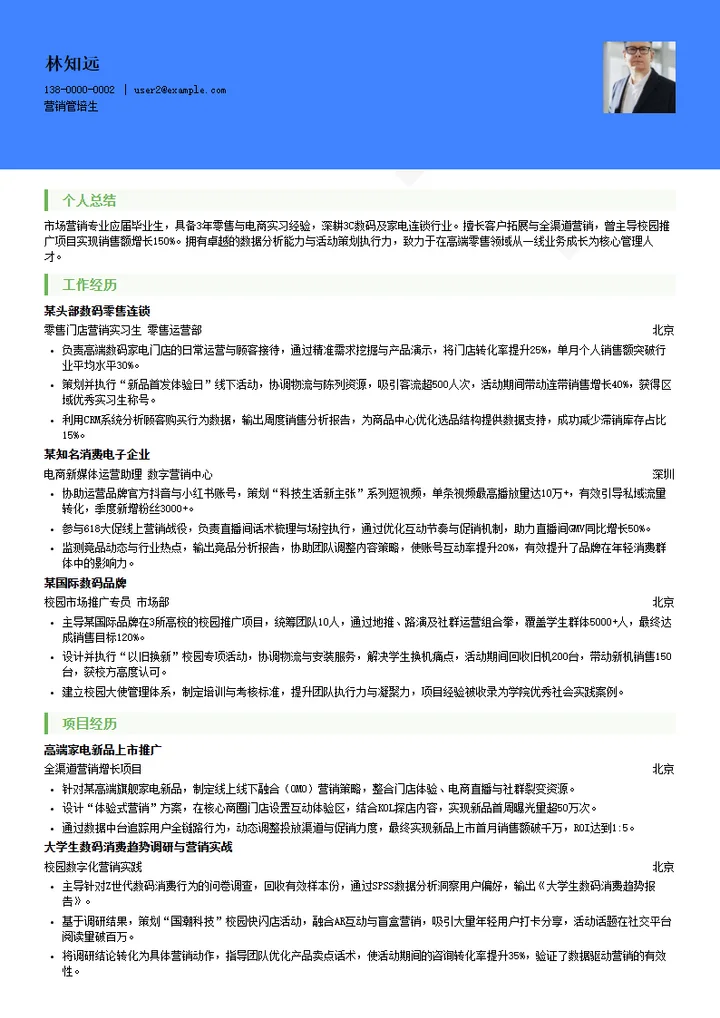 林知远
138-0000-0002 | user2@example.com
营销管培生
个人总结
市场营销专业应届毕业生，具备3年零售与电商实习经验，深耕3C数码及家电连锁行业。擅长客户拓展与全渠道营销，曾主导校园推
广项目实现销售额增长150%。拥有卓越的数据分析能力与活动策划执行力，致力于在高端零售领域从一线业务成长为核心管理人
才。
工作经历
某头部数码零售连锁
零售门店营销实习生 零售运营部 北京
• 负责高端数码家电门店的日常运营与顾客接待，通过精准需求挖掘与产品演示，将门店转化率提升25%，单月个人销售额突破行
业平均水平30%。
• 策划并执行“新品首发体验日”线下活动，协调物流与陈列资源，吸引客流超500人次，活动期间带动连带销售增长40%，获得区
域优秀实习生称号。
• 利用CRM系统分析顾客购买行为数据，输出周度销售分析报告，为商品中心优化选品结构提供数据支持，成功减少滞销库存占比
15%。
某知名消费电子企业
电商新媒体运营助理 数字营销中心 深圳
• 协助运营品牌官方抖音与小红书账号，策划“科技生活新主张”系列短视频，单条视频最高播放量达10万+，有效引导私域流量
转化，季度新增粉丝3000+。
• 参与618大促线上营销战役，负责直播间话术梳理与场控执行，通过优化互动节奏与促销机制，助力直播间GMV同比增长50%。
• 监测竞品动态与行业热点，输出竞品分析报告，协助团队调整内容策略，使账号互动率提升20%，有效提升了品牌在年轻消费群
体中的影响力。
某国际数码品牌
校园市场推广专员 市场部 北京
• 主导某国际品牌在3所高校的校园推广项目，统筹团队10人，通过地推、路演及社群运营组合拳，覆盖学生群体5000+人，最终达
成销售目标120%。
• 设计并执行“以旧换新”校园专项活动，协调物流与安装服务，解决学生换机痛点，活动期间回收旧机200台，带动新机销售150
台，获校方高度认可。
• 建立校园大使管理体系，制定培训与考核标准，提升团队执行力与凝聚力，项目经验被收录为学院优秀社会实践案例。
项目经历
高端家电新品上市推广
全渠道营销增长项目 北京
• 针对某高端旗舰家电新品，制定线上线下融合（OMO）营销策略，整合门店体验、电商直播与社群裂变资源。
• 设计“体验式营销”方案，在核心商圈门店设置互动体验区，结合KOL探店内容，实现新品首周曝光量超50万次。
• 通过数据中台追踪用户全链路行为，动态调整投放渠道与促销力度，最终实现新品上市首月销售额破千万，ROI达到1:5。
大学生数码消费趋势调研与营销实战
校园数字化营销实践 北京
• 主导针对Z世代数码消费行为的问卷调查，回收有效样本份，通过SPSS数据分析洞察用户偏好，输出《大学生数码消费趋势报
告》。
• 基于调研结果，策划“国潮科技”校园快闪店活动，融合AR互动与盲盒营销，吸引大量年轻用户打卡分享，活动话题在社交平台
阅读量破百万。
• 将调研结论转化为具体营销动作，指导团队优化产品卖点话术，使活动期间的咨询转化率提升35%，验证了数据驱动营销的有效
性。